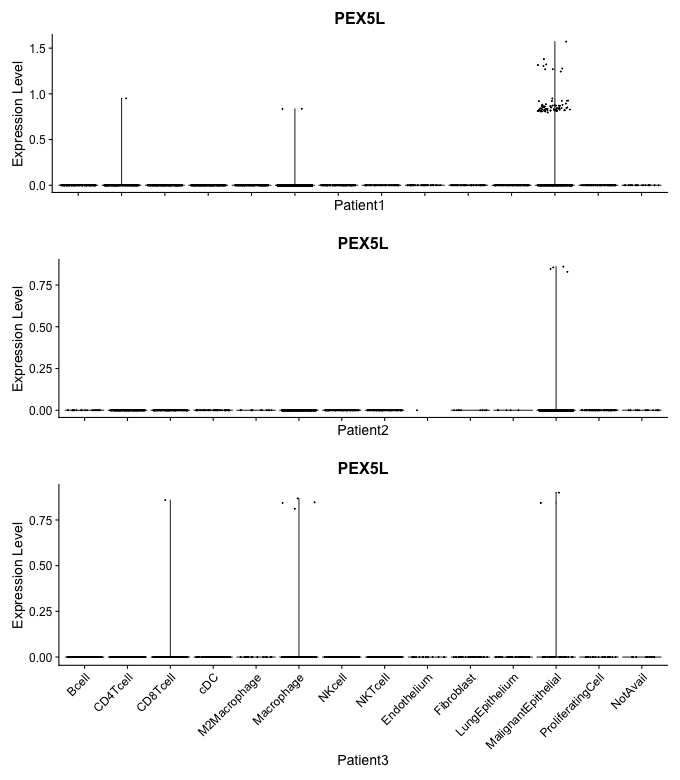 PEX5L
Expression Level
1.5
1.0
0.5
0.0
Patient1
PEX5L
Expression Level
0.75
0.50
0.25
0.00
Patient2
PEX5L
Expression Level
0.75
0.50
0.25
0.00
Bcell
CD4Tcell
CD8Tcell
cDC
M2Macrophage
Macrophage
NKcell
NKTcell
Endothelium
Fibroblast
LungEpithelium
MalignantEpithelial
ProliferatingCell
NotAvail
Patient3